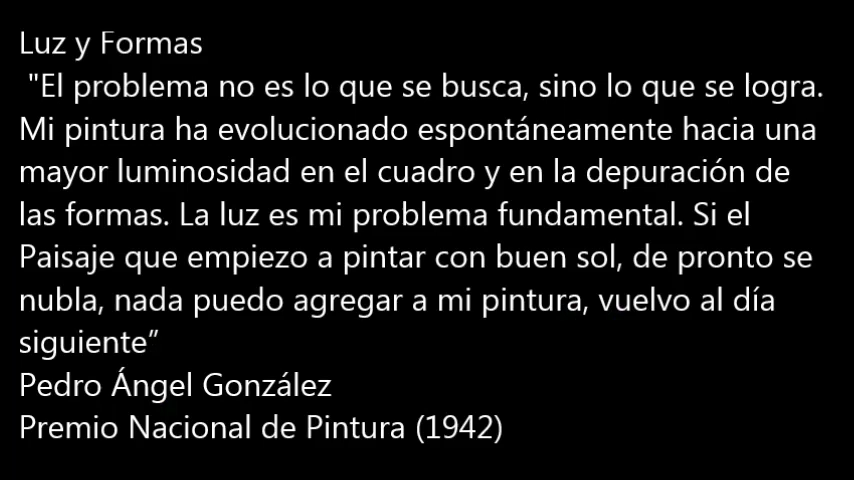 Luz y Formas
"El problema no es lo que se busca, sino lo que se logra.
Mi pintura ha evolucionado espontáneamente hacia una
mayor luminosidad en el cuadro y en la depuración de
las formas. La luz es mi problema fundamental. Si el
Paisaje que empiezo a pintar con buen sol, de pronto se
nubla, nada puedo agregar a mi pintura, vuelvo al día
siguiente”
Pedro Ángel González
Premio Nacional de Pintura (1942)